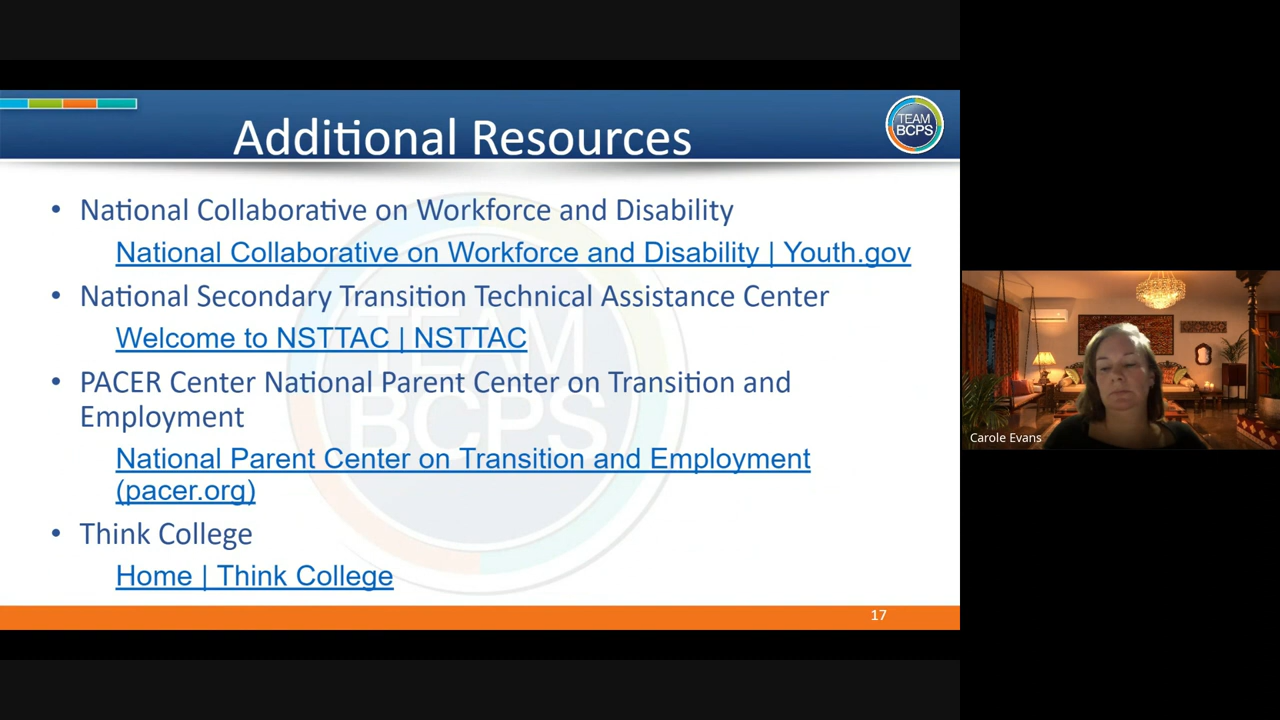 Additional Resources
TEAM
BCPS
• National Collaborative on Workforce and Disability
National Collaborative on Workforce and Disability | Youth.gov
• National Secondary Transition Technical Assistance Center
Welcome to NSTTAC | NSTTAC
• PACER Center National Parent Center on Transition and
Employment
National Parent Center on Transition and Employment
(pacer.org)
• Think College
Home | Think College
TEAM
BCPS
17
Carole Evans